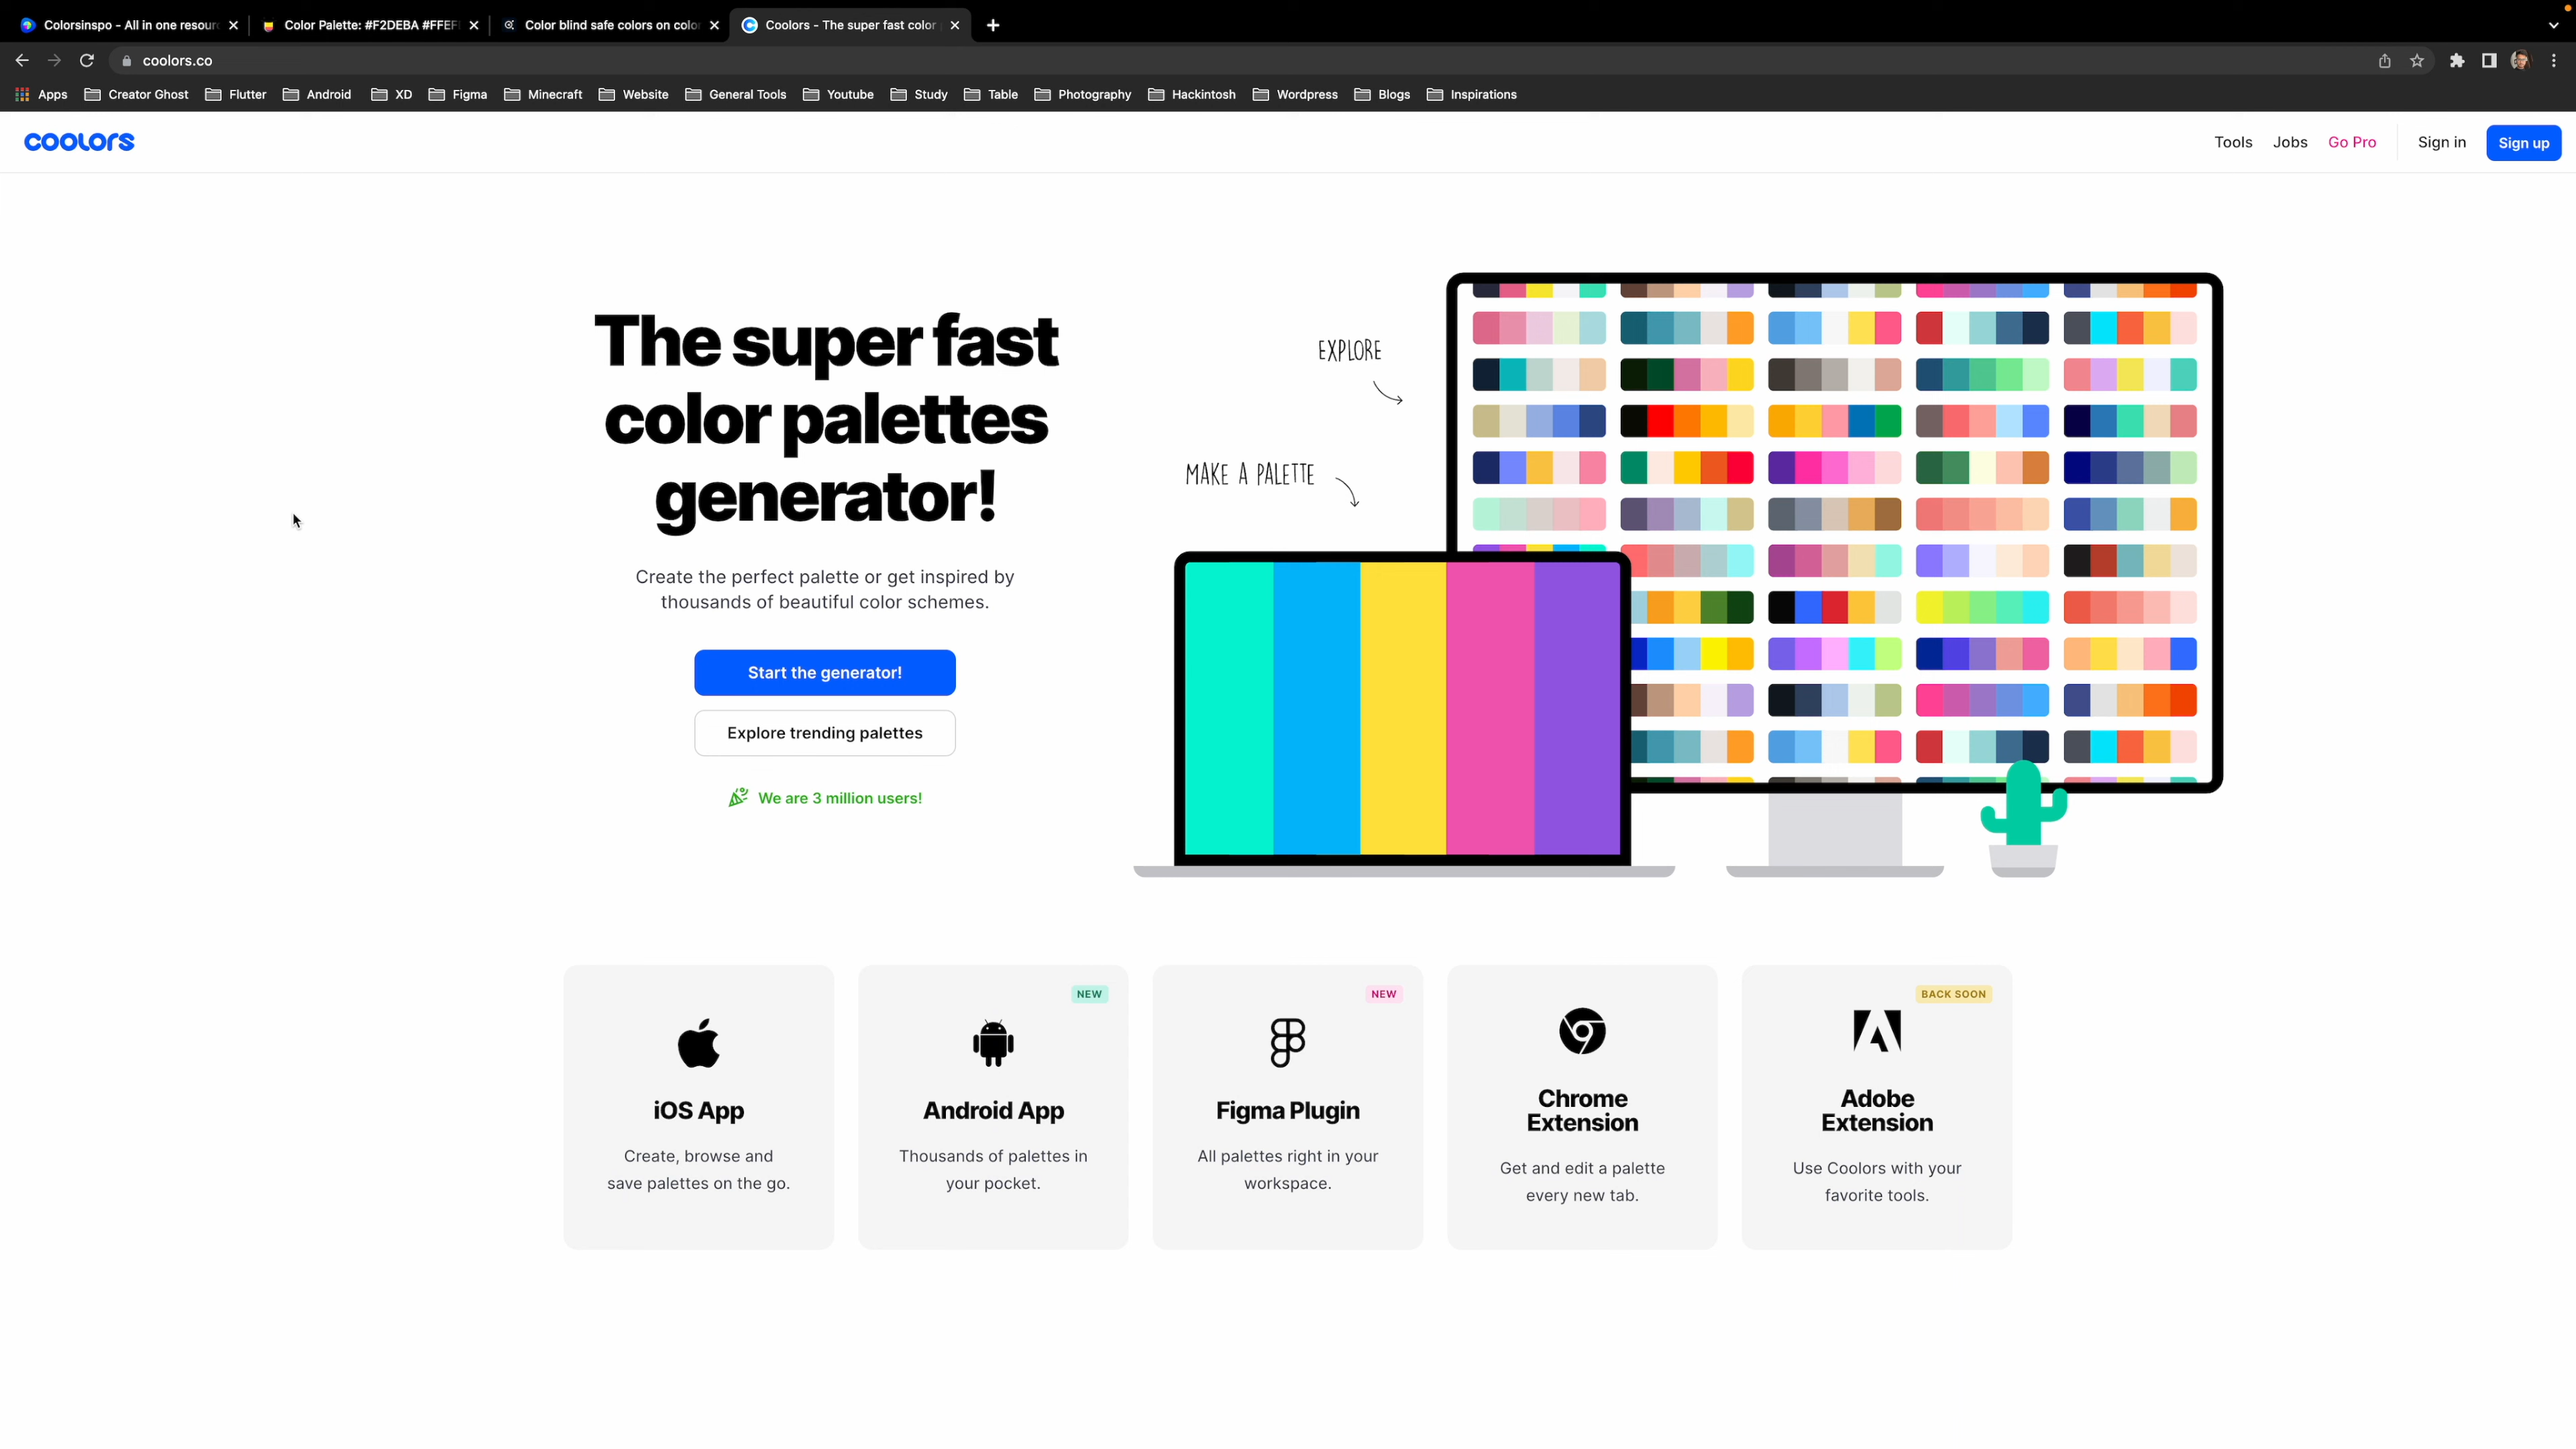 Colorsinspo - All in one resour
Color Palette: #F2DEBA #FFEF
Color blind safe colors on colo
Coolors - The super fast color
coolors.co
Apps
Creator Ghost
Flutter
Android
XD
Figma
Minecraft
Website
General Tools
Youtube
Study
Table
Photography
Hackintosh
Wordpress
Blogs
Inspirations
coolors
Tools
Jobs
Go Pro
Sign in
Sign up
The super fast
color palettes
generator!
Create the perfect palette or get inspired by
thousands of beautiful color schemes.
Start the generator!
Explore trending palettes
We are 3 million users!
EXPLORE
MAKE A PALETTE
iOS App
Create, browse and
save palettes on the go.
NEW
Android App
Thousands of palettes in
your pocket.
NEW
Figma Plugin
All palettes right in your
workspace.
Chrome
Extension
Get and edit a palette
every new tab.
BACK SOON
Adobe
Extension
Use Coolors with your
favorite tools.